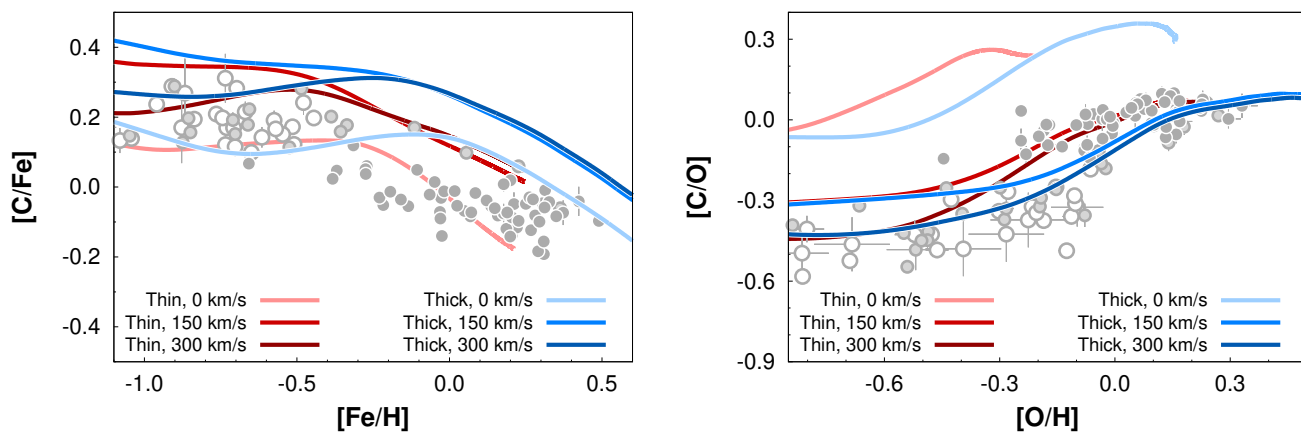 0.4
0.2
0.0
-0.2
-0.4
[C/Fe]
Thin, 0 km/s
Thin, 150 km/s
Thin, 300 km/s
Thick, 0 km/s
Thick, 150 km/s
Thick, 300 km/s
-1.0 -0.5 0.0 0.5
[Fe/H]
0.3
0.0
-0.3
-0.6
-0.9
[C/O]
Thin, 0 km/s
Thin, 150 km/s
Thin, 300 km/s
Thick, 0 km/s
Thick, 150 km/s
Thick, 300 km/s
-0.6 -0.3 0.0 0.3
[O/H]